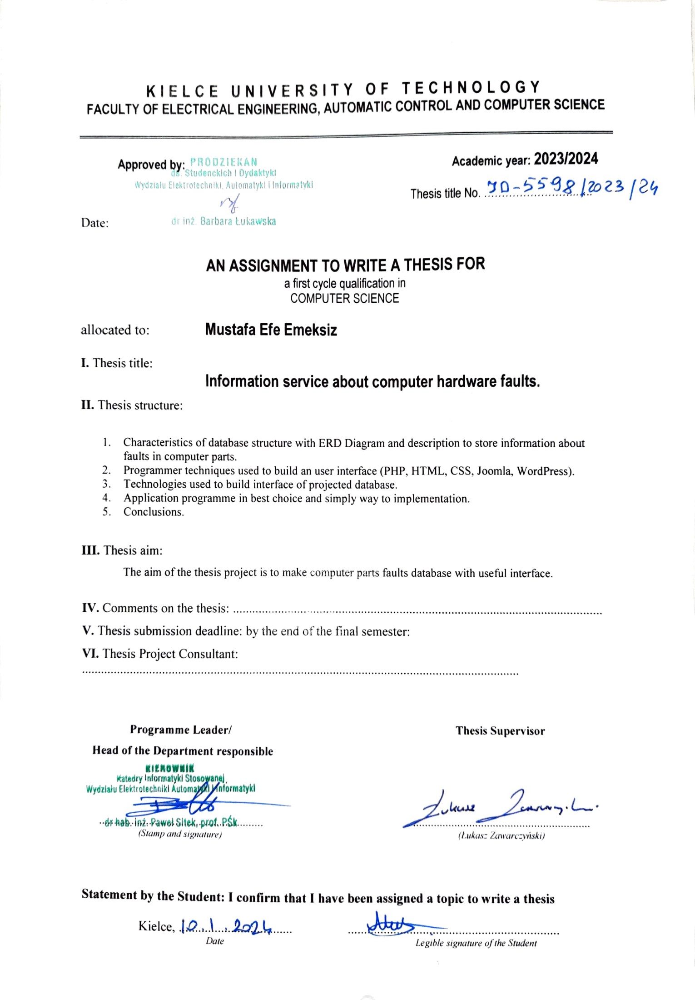 KIELCE UNIVERSITY OF TECHNOLOGY
FACULTY OF ELECTRICAL ENGINEERING, AUTOMATIC CONTROL AND COMPUTER SCIENCE
Approved by: PRODZIEKAN
ds. Studenckich i Dydaktyki
Wydziału Elektrotechniki, Automatyki i Informatyki
dr inż. Barbara Łukawska
Date:
Academic year: 2023/2024
Thesis title No. ID-5598/2023/24
AN ASSIGNMENT TO WRITE A THESIS FOR
a first cycle qualification in
COMPUTER SCIENCE
allocated to: Mustafa Efe Emeksiz
I. Thesis title:
Information service about computer hardware faults.
II. Thesis structure:
1. Characteristics of database structure with ERD Diagram and description to store information about
faults in computer parts.
2. Programmer techniques used to build an user interface (PHP, HTML, CSS, Joomla, WordPress).
3. Technologies used to build interface of projected database.
4. Application programme in best choice and simply way to implementation.
5. Conclusions.
III. Thesis aim:
The aim of the thesis project is to make computer parts faults database with useful interface.
IV. Comments on the thesis:
V. Thesis submission deadline: by the end of the final semester:
VI. Thesis Project Consultant:
Programme Leader/
Head of the Department responsible
KIEROWNIK
Katedry Informatyki Stosowanej
Wydziału Elektrotechniki Automatyki i Informatyki
dr hab. inż. Paweł Sitek, prof. PŚk
(Stamp and signature)
Thesis Supervisor
Łukasz Zawarczyński
(Łukasz Zawarczyński)
Statement by the Student: I confirm that I have been assigned a topic to write a thesis
Kielce, 10.1.2024
Date
Legible signature of the Student